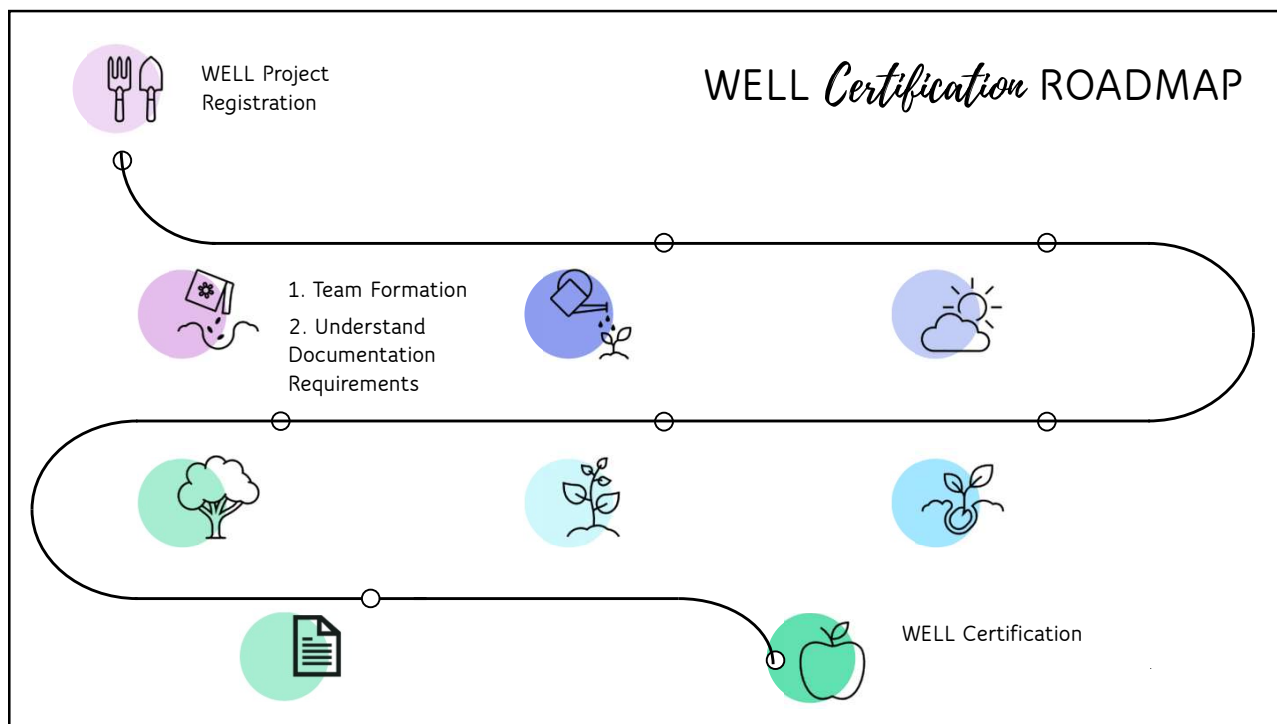 WELL Project
Registration
WELL Certification ROADMAP
1. Team Formation
2. Understand
Documentation
Requirements
WELL Certification